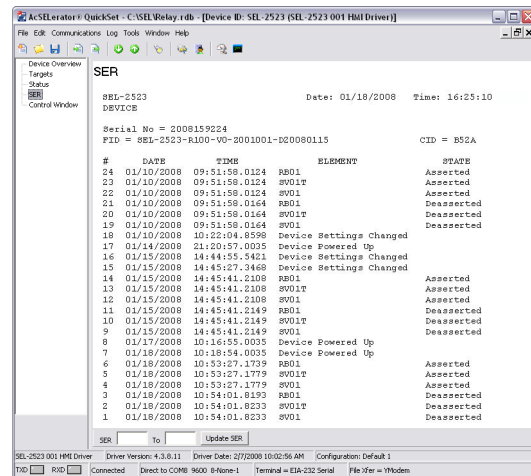 AcSELerator® QuickSet - C:\SEL\Relay.rdb - [Device ID: SEL-2523 (SEL-2523 001 HMI Driver)]
File Edit Communications Log Tools Window Help
Device Overview
Targets
Status
SER
Control Window
SER
SEL-2523 Date: 01/18/2008 Time: 16:25:10
DEVICE
Serial No = 2008159224
FID = SEL-2523-R100-V0-Z001001-D20080115 CID = B52A
# DATE TIME ELEMENT STATE
24 01/10/2008 09:51:58.0124 RB01 Asserted
23 01/10/2008 09:51:58.0124 SV01T Asserted
22 01/10/2008 09:51:58.0124 SV01 Asserted
21 01/10/2008 09:51:58.0164 RB01 Deasserted
20 01/10/2008 09:51:58.0164 SV01T Deasserted
19 01/10/2008 09:51:58.0164 SV01 Deasserted
18 01/10/2008 10:22:04.8598 Device Settings Changed
17 01/14/2008 21:20:57.0035 Device Powered Up
16 01/15/2008 14:44:55.5421 Device Settings Changed
15 01/15/2008 14:45:27.3468 Device Settings Changed
14 01/15/2008 14:45:41.2108 RB01 Asserted
13 01/15/2008 14:45:41.2108 SV01T Asserted
12 01/15/2008 14:45:41.2108 SV01 Asserted
11 01/15/2008 14:45:41.2149 RB01 Deasserted
10 01/15/2008 14:45:41.2149 SV01T Deasserted
9 01/15/2008 14:45:41.2149 SV01 Deasserted
8 01/17/2008 10:16:55.0035 Device Powered Up
7 01/18/2008 10:18:54.0035 Device Powered Up
6 01/18/2008 10:53:27.1739 RB01 Asserted
5 01/18/2008 10:53:27.1779 SV01T Asserted
4 01/18/2008 10:53:27.1779 SV01 Asserted
3 01/18/2008 10:54:01.8193 RB01 Deasserted
2 01/18/2008 10:54:01.8233 SV01T Deasserted
1 01/18/2008 10:54:01.8233 SV01 Deasserted
SER To Update SER
SEL-2523 001 HMI Driver Driver Version: 4.3.8.11 Driver Date: 2/7/2008 10:02:56 AM Configuration: Default 1
TXD RXD Connected Direct to COM8 9600 8-None-1 Terminal = EIA-232 Serial File Xfer = YModem